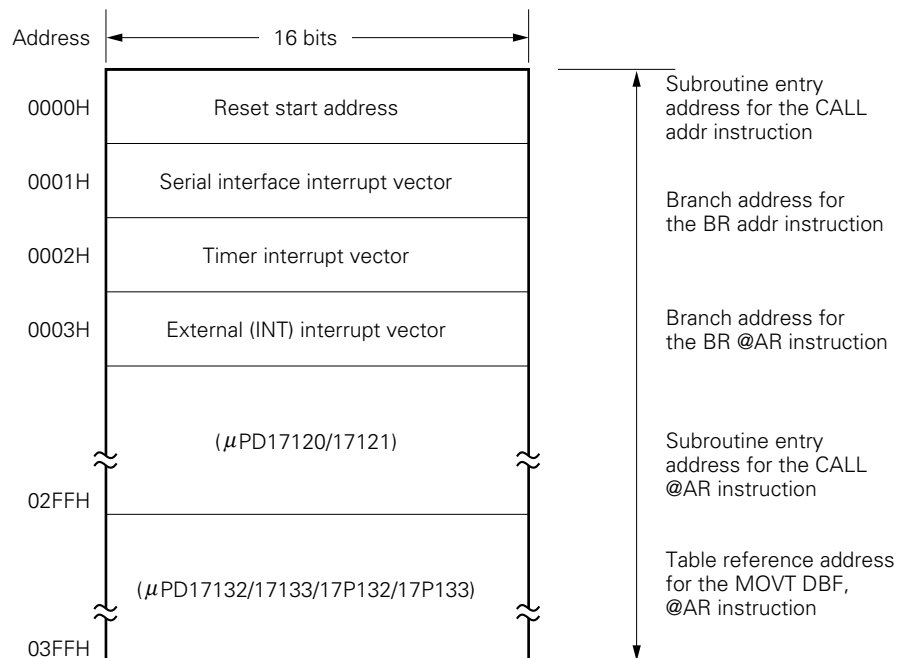 Address
16 bits
0000H
Reset start address
0001H
Serial interface interrupt vector
0002H
Timer interrupt vector
0003H
External (INT) interrupt vector
(μPD17120/17121)
02FFH
(μPD17132/17133/17P132/17P133)
03FFH
Subroutine entry
address for the CALL
addr instruction
Branch address for
the BR addr instruction
Branch address for
the BR @AR instruction
Subroutine entry
address for the CALL
@AR instruction
Table reference address
for the MOVT DBF,
@AR instruction